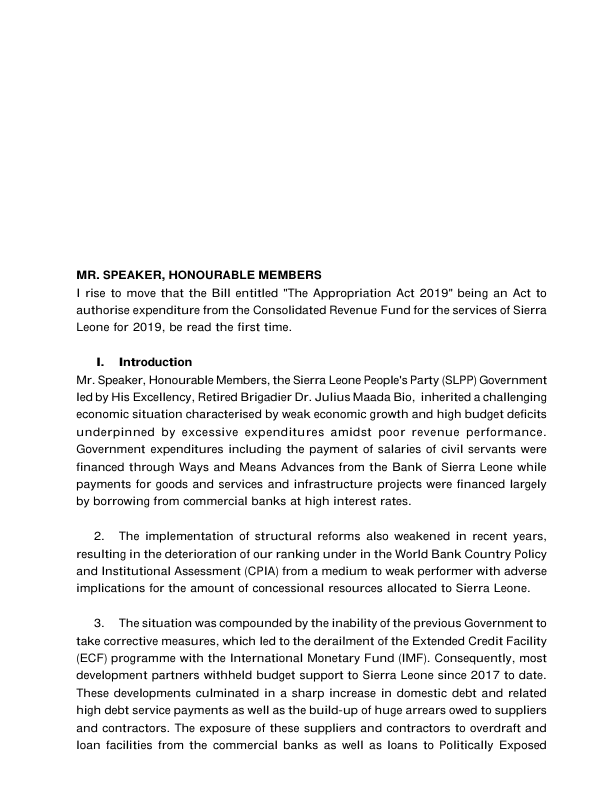 MR. SPEAKER, HONOURABLE MEMBERS
I rise to move that the Bill entitled "The Appropriation Act 2019" being an Act to
authorise expenditure from the Consolidated Revenue Fund for the services of Sierra
Leone for 2019, be read the first time.
I. Introduction
Mr. Speaker, Honourable Members, the Sierra Leone People's Party (SLPP) Government
led by His Excellency, Retired Brigadier Dr. Julius Maada Bio, inherited a challenging
economic situation characterised by weak economic growth and high budget deficits
underpinned by excessive expenditures amidst poor revenue performance.
Government expenditures including the payment of salaries of civil servants were
financed through Ways and Means Advances from the Bank of Sierra Leone while
payments for goods and services and infrastructure projects were financed largely
by borrowing from commercial banks at high interest rates.
2. The implementation of structural reforms also weakened in recent years,
resulting in the deterioration of our ranking under in the World Bank Country Policy
and Institutional Assessment (CPIA) from a medium to weak performer with adverse
implications for the amount of concessional resources allocated to Sierra Leone.
3. The situation was compounded by the inability of the previous Government to
take corrective measures, which led to the derailment of the Extended Credit Facility
(ECF) programme with the International Monetary Fund (IMF). Consequently, most
development partners withheld budget support to Sierra Leone since 2017 to date.
These developments culminated in a sharp increase in domestic debt and related
high debt service payments as well as the build-up of huge arrears owed to suppliers
and contractors. The exposure of these suppliers and contractors to overdraft and
loan facilities from the commercial banks as well as loans to Politically Exposed